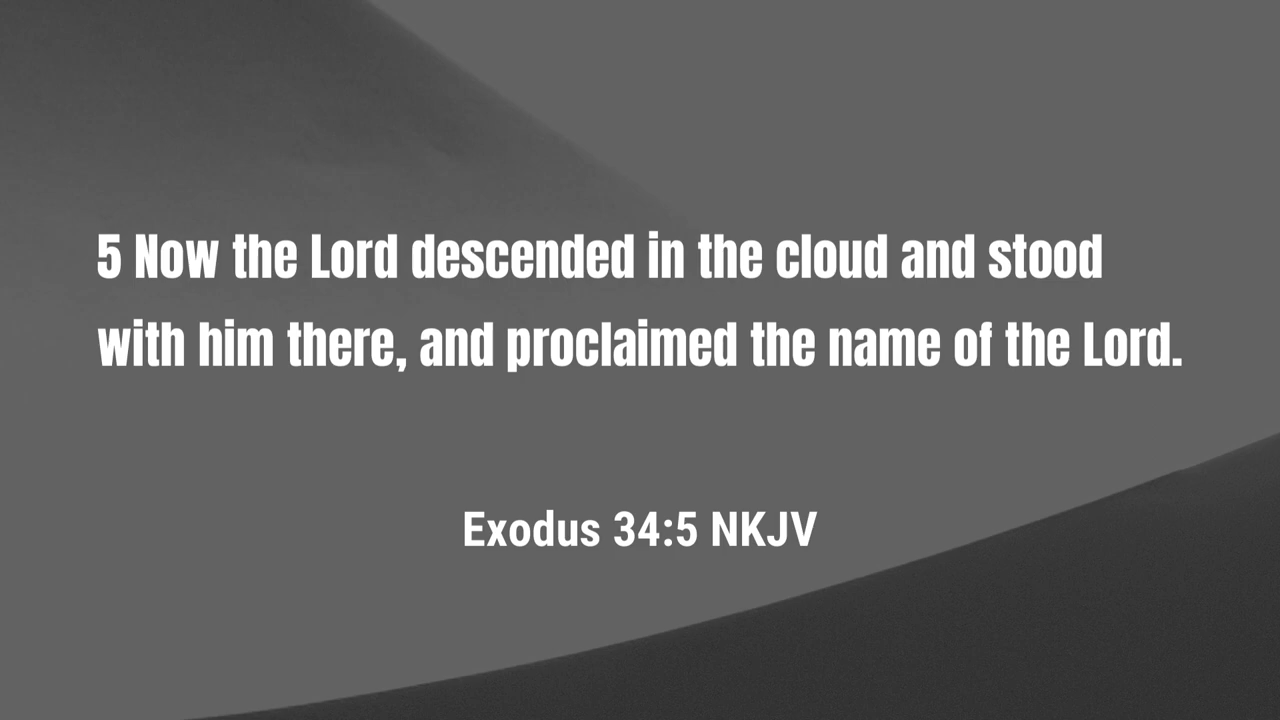 5 Now the Lord descended in the cloud and stood
with him there, and proclaimed the name of the Lord.
Exodus 34:5 NKJV